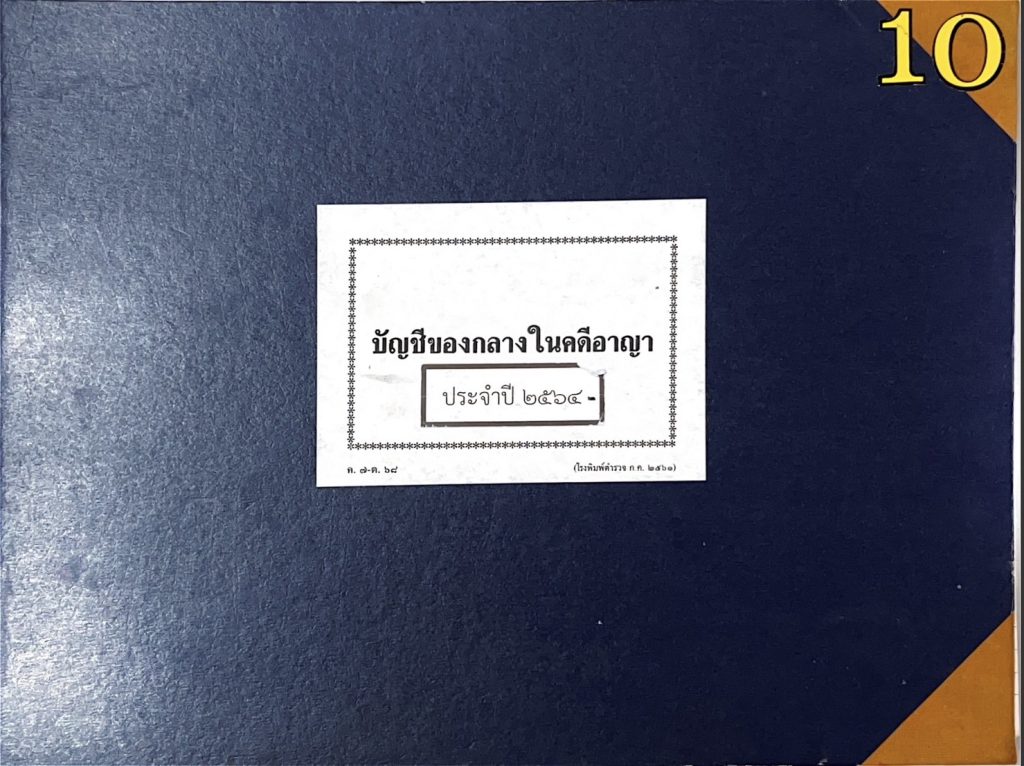 10
บัญชีของกลางในคดีอาญา
ประจำปี ๒๕๖๔ -
ค. ๗-ต. ๖๘ (โรงพิมพ์ตำรวจ ก.ค. ๒๕๖๑)